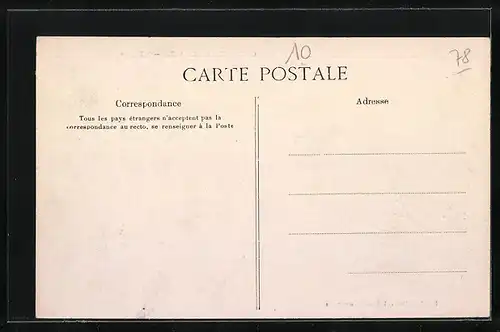 10
78
CARTE POSTALE
Correspondance
Tous les pays étrangers n'acceptent pas la
correspondance au recto, se renseigner à la Poste
Adresse